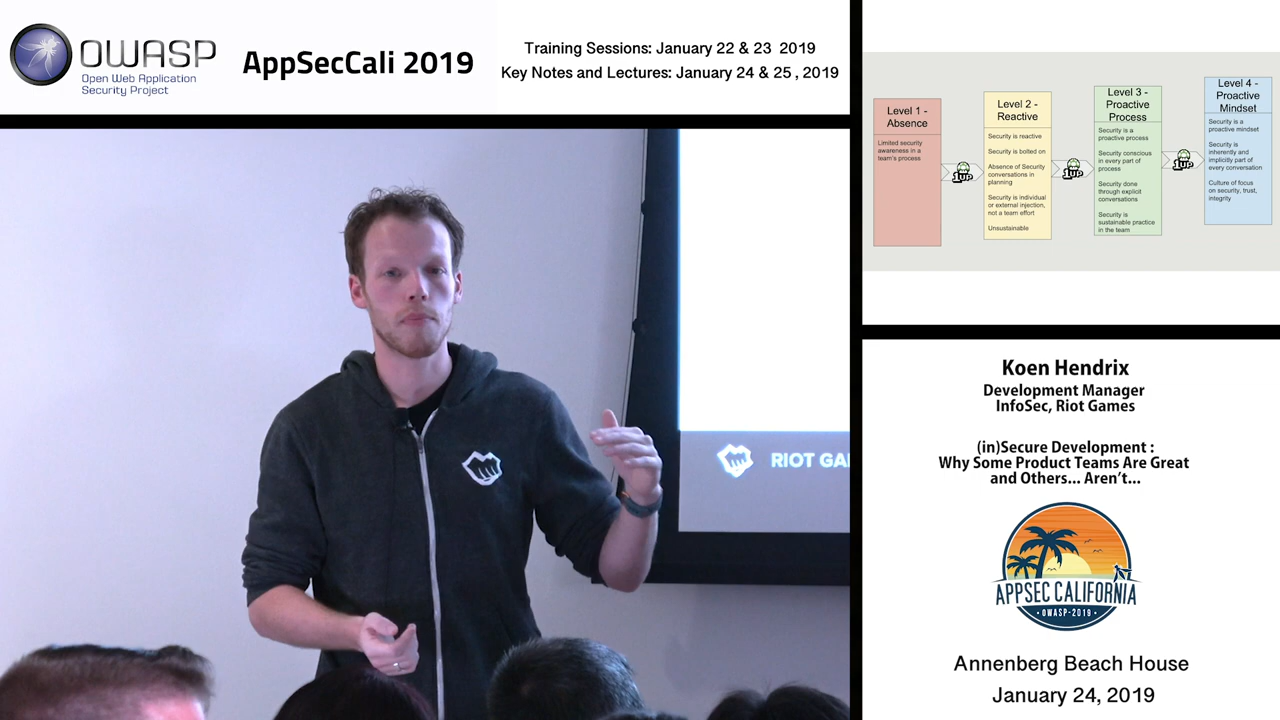 OWASP
Open Web Application
Security Project
AppSecCali 2019
Training Sessions: January 22 & 23 2019
Key Notes and Lectures: January 24 & 25 , 2019
Level 1 -
Absence
Limited security
awareness in a
team's process
1UP
Level 2 -
Reactive
Security is reactive
Security is bolted on
Absence of Security
conversations in
planning
Security is individual
or external injection,
not a team effort
Unsustainable
1UP
Level 3 -
Proactive
Process
Security is a
proactive process
Security conscious
in every part of
process
Security done
through explicit
conversations
Security is
sustainable practice
in the team
1UP
Level 4 -
Proactive
Mindset
Security is a
proactive mindset
Security is
inherently and
implicitly part of
every conversation
Culture of focus
on security, trust,
integrity
RIOT GA
Koen Hendrix
Development Manager
InfoSec, Riot Games
(in)Secure Development :
Why Some Product Teams Are Great
and Others... Aren't...
APPSEC CALIFORNIA
• OWASP-2019 •
Annenberg Beach House
January 24, 2019